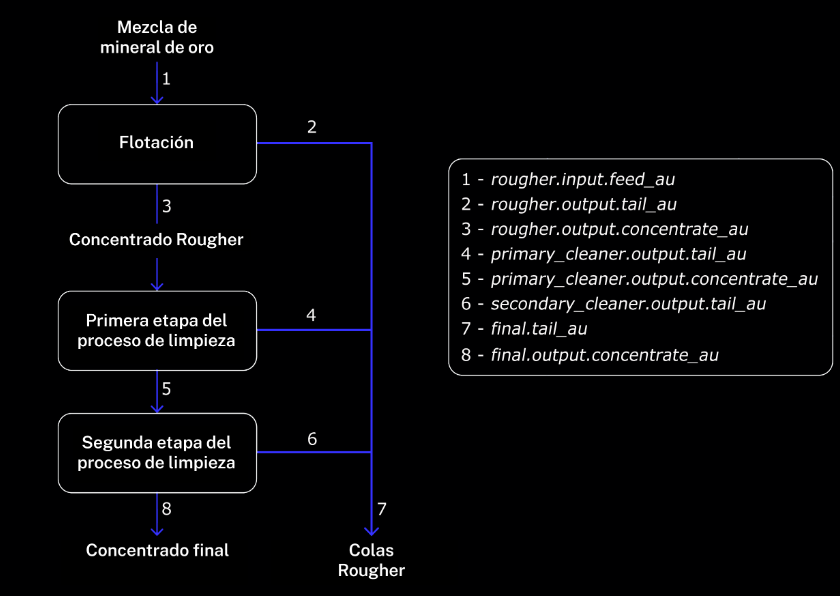 Mezcla de
mineral de oro
1
Flotación
2
3
Concentrado Rougher
Primera etapa del
proceso de limpieza
4
5
Segunda etapa del
proceso de limpieza
6
8
7
Concentrado final
Colas
Rougher
1 - rougher.input.feed_au
2 - rougher.output.tail_au
3 - rougher.output.concentrate_au
4 - primary_cleaner.output.tail_au
5 - primary_cleaner.output.concentrate_au
6 - secondary_cleaner.output.tail_au
7 - final.tail_au
8 - final.output.concentrate_au